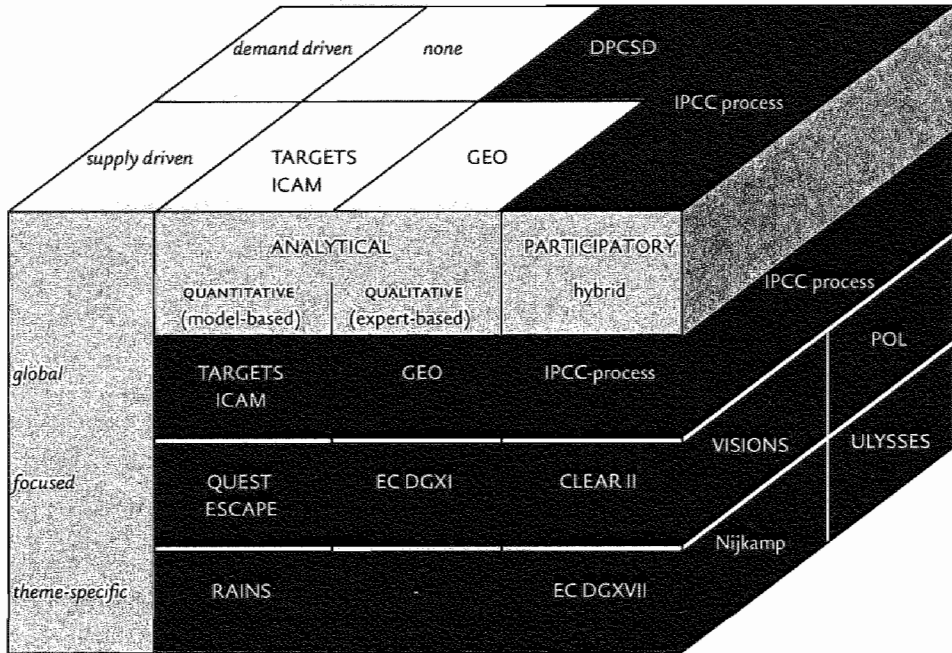 demand driven none DPCSD
IPCC process
supply driven TARGETS GEO
ICAM
ANALYTICAL PARTICIPATORY
IPCC process
QUANTITATIVE QUALITATIVE hybrid
(model-based) (expert-based)
POL
global TARGETS GEO IPCC-process
ICAM
VISIONS ULYSSES
focused QUEST EC DGXI CLEAR II
ESCAPE
Nijkamp
theme-specific RAINS - EC DGXVII